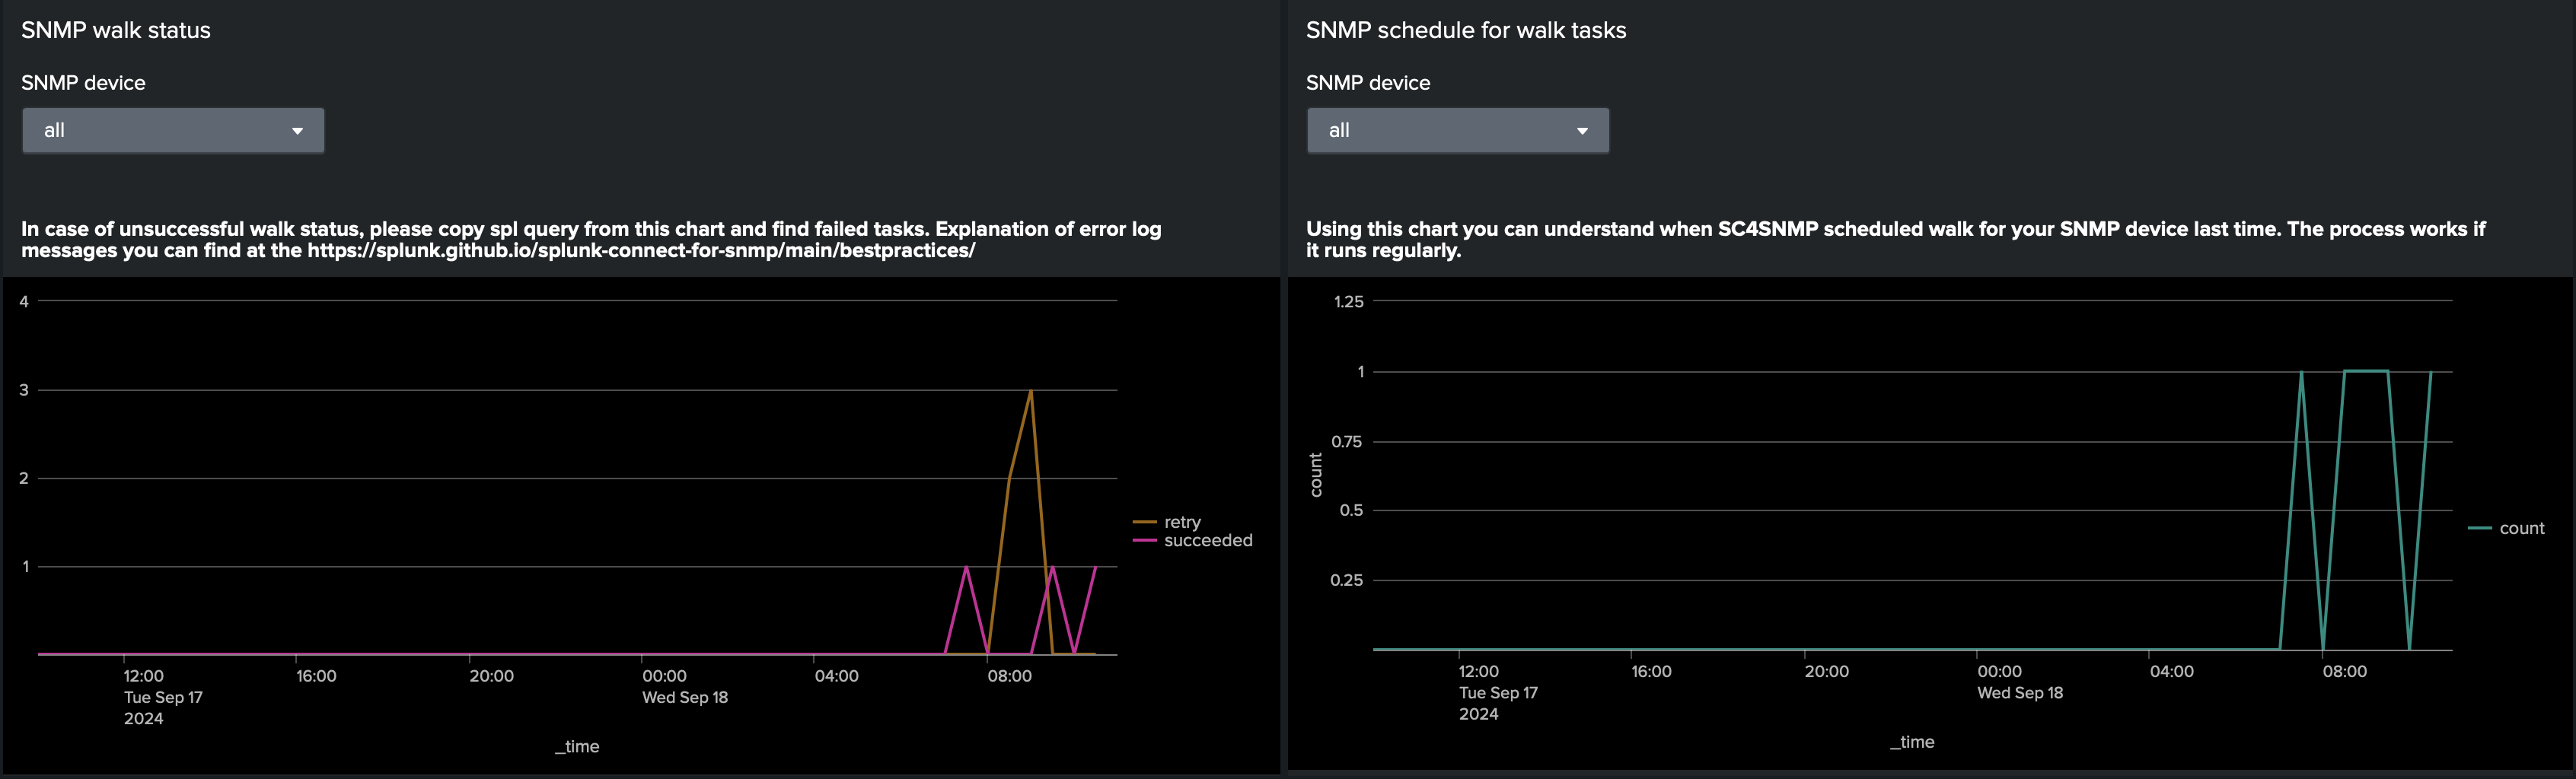 SNMP walk status
SNMP device
all
In case of unsuccessful walk status, please copy spl query from this chart and find failed tasks. Explanation of error log
messages you can find at the https://splunk.github.io/splunk-connect-for-snmp/main/bestpractices/
4
3
2
1
12:00
Tue Sep 17
2024
16:00
20:00
00:00
Wed Sep 18
04:00
08:00
_time
retry
succeeded
SNMP schedule for walk tasks
SNMP device
all
Using this chart you can understand when SC4SNMP scheduled walk for your SNMP device last time. The process works if
it runs regularly.
count
1.25
1
0.75
0.5
0.25
12:00
Tue Sep 17
2024
16:00
20:00
00:00
Wed Sep 18
04:00
08:00
_time
count